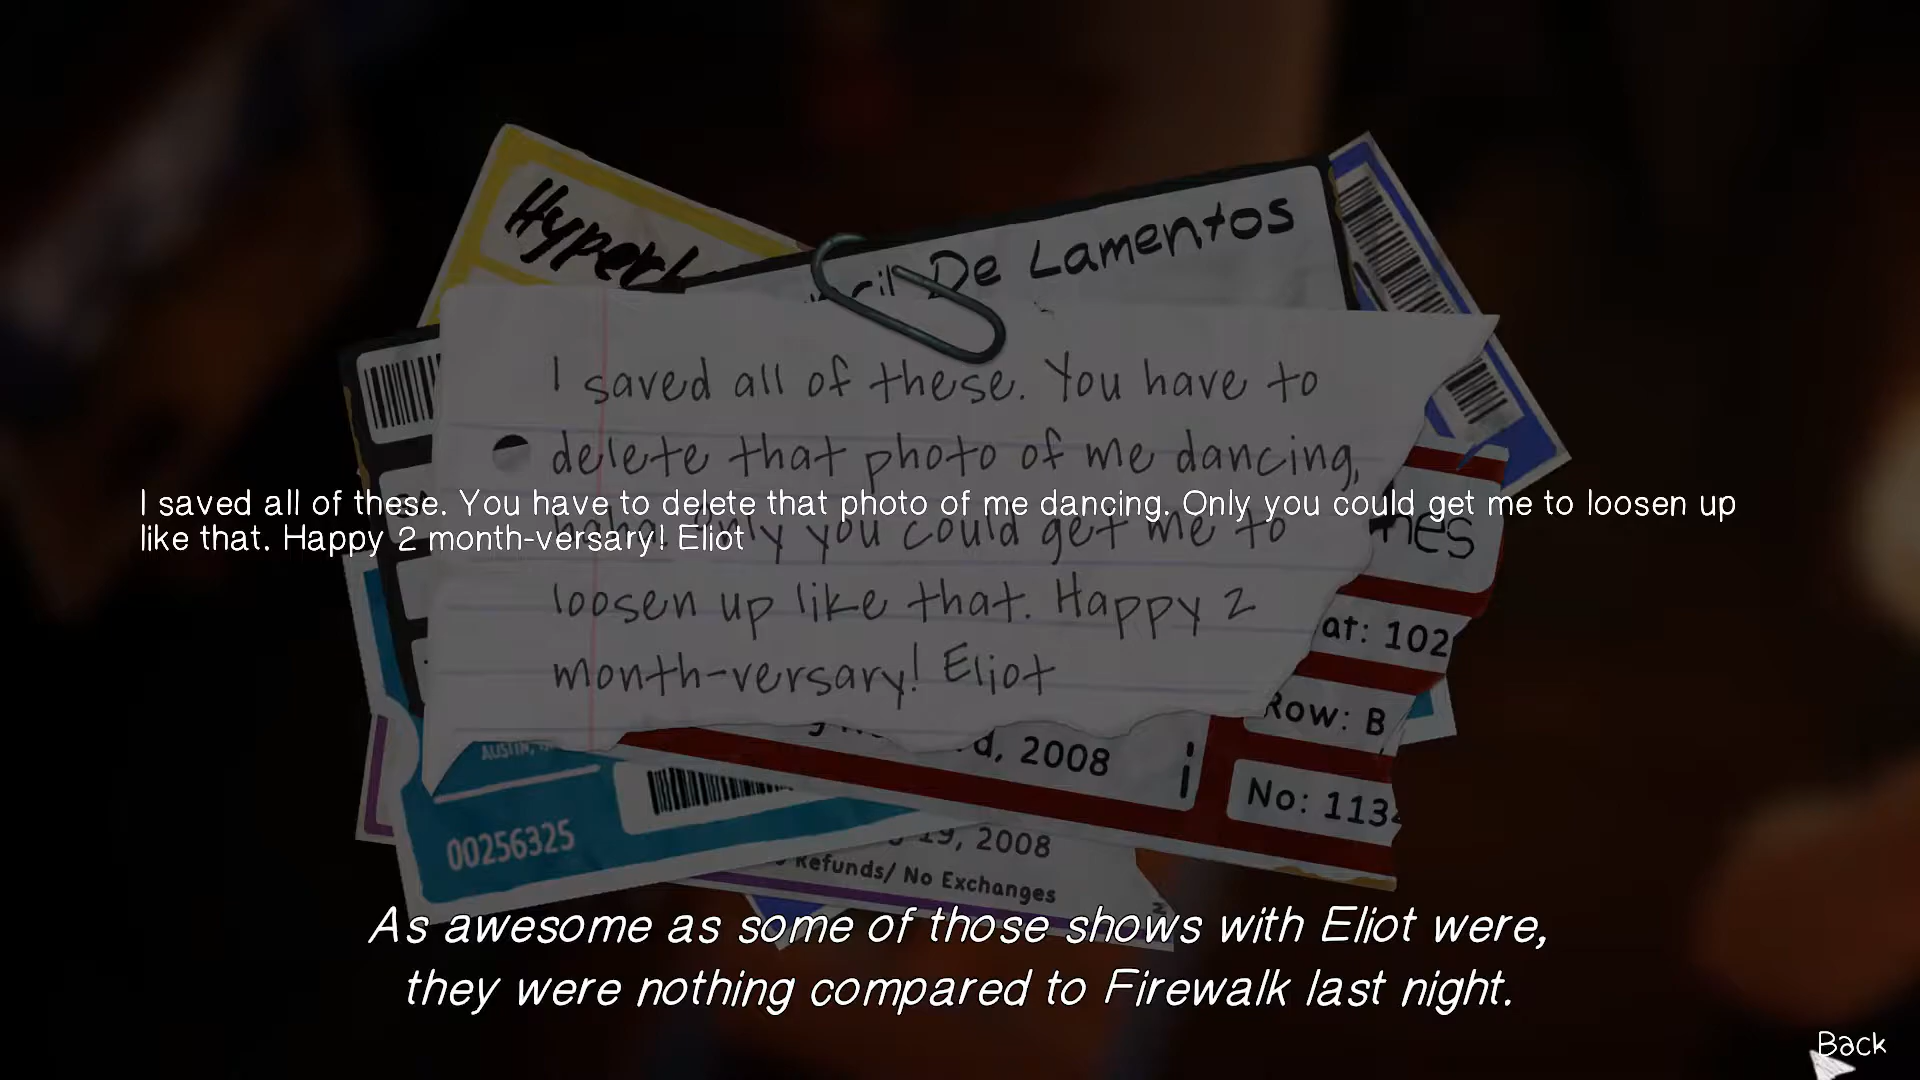 De Lamentos
I saved all of these. You have to
delete that photo of me dancing,
I saved all of these. You have to delete that photo of me dancing. Only you could get me to loosen up
like that. Happy 2 month-versary! Eliot
haha. Only you could get me to
loosen up like that. Happy 2
month-versary! Eliot
at: 102
Row: B
d, 2008
No: 113
00256325
19, 2008
Refunds/ No Exchanges
As awesome as some of those shows with Eliot were,
they were nothing compared to Firewalk last night.
Back